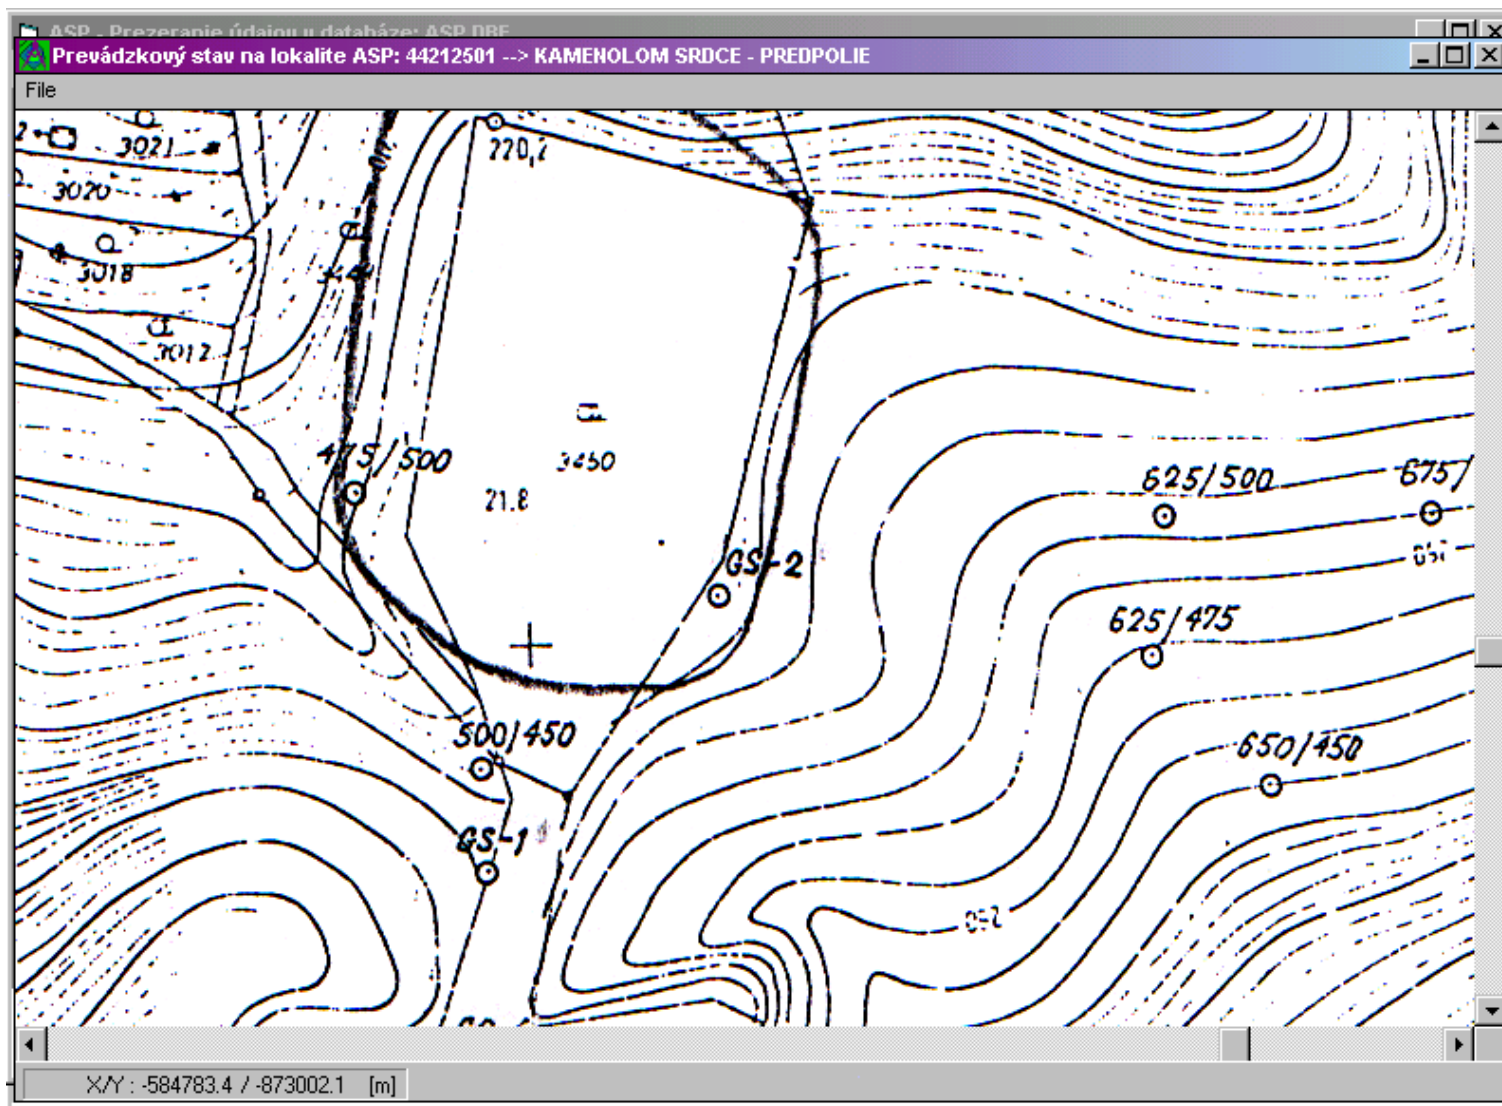 ASP - Prezeranie údajov v databáze: ASP.DBF
Prevádzkový stav na lokalite ASP: 44212501 --> KAMENOLOM SRDCE - PREDPOLIE
File
3021
220,2
3020
3018
3012
475/500
3450
21.8
625/500
675/
GS-2
625/475
500/450
650/450
GS-1
X/Y : -584783.4 / -873002.1 [m]